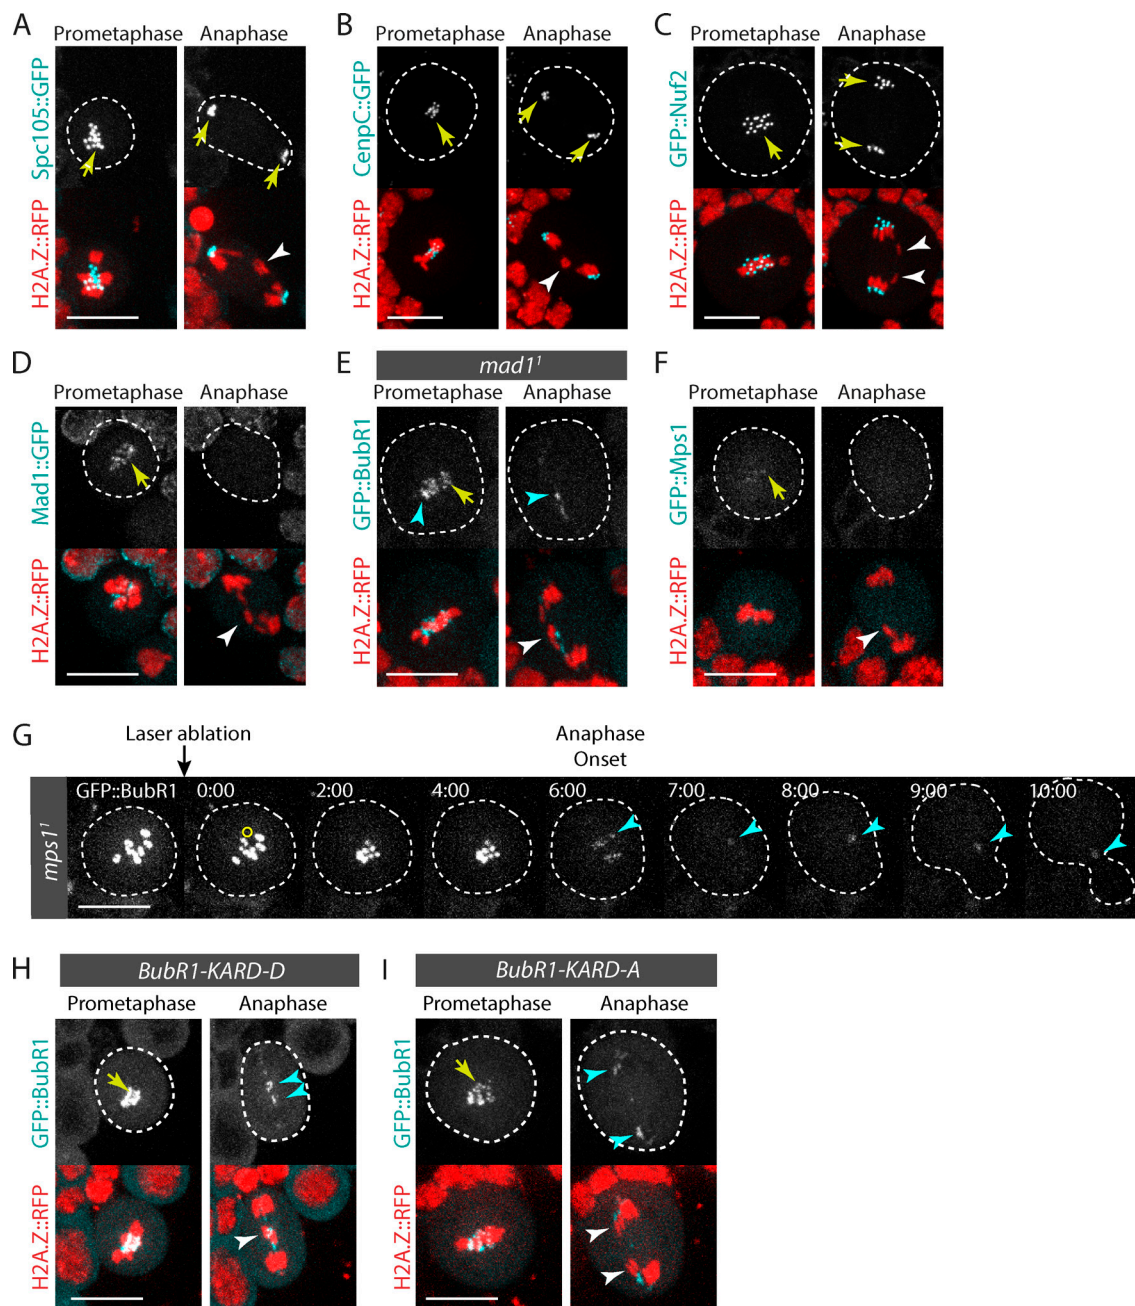 A
Prometaphase Anaphase
Spc105::GFP
H2A.Z::RFP
B
Prometaphase Anaphase
CenpC::GFP
H2A.Z::RFP
C
Prometaphase Anaphase
GFP::Nuf2
H2A.Z::RFP
D
Prometaphase Anaphase
Mad1::GFP
H2A.Z::RFP
E
mad1¹
Prometaphase Anaphase
GFP::BubR1
H2A.Z::RFP
F
Prometaphase Anaphase
GFP::Mps1
H2A.Z::RFP
G
Laser ablation
Anaphase
Onset
mps1¹
GFP::BubR1 0:00 2:00 4:00 6:00 7:00 8:00 9:00 10:00
H
BubR1-KARD-D
Prometaphase Anaphase
GFP::BubR1
H2A.Z::RFP
I
BubR1-KARD-A
Prometaphase Anaphase
GFP::BubR1
H2A.Z::RFP